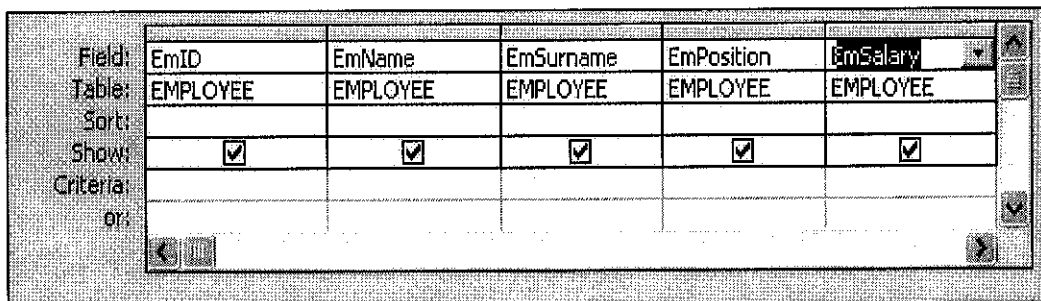 Field: EmID EmName EmSurname EmPosition EmSalary
Table: EMPLOYEE EMPLOYEE EMPLOYEE EMPLOYEE EMPLOYEE
Sort:
Show:
Criteria:
or: